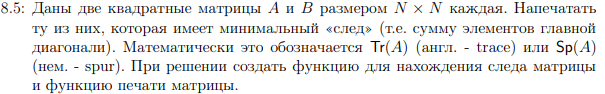 8.5: Даны две квадратные матрицы A и B размером N × N каждая. Напечатать
ту из них, которая имеет минимальный «след» (т.е. сумму элементов главной
диагонали). Математически это обозначается Tr(A) (англ. - trace) или Sp(A)
(нем. - spur). При решении создать функцию для нахождения следа матрицы
и функцию печати матрицы.